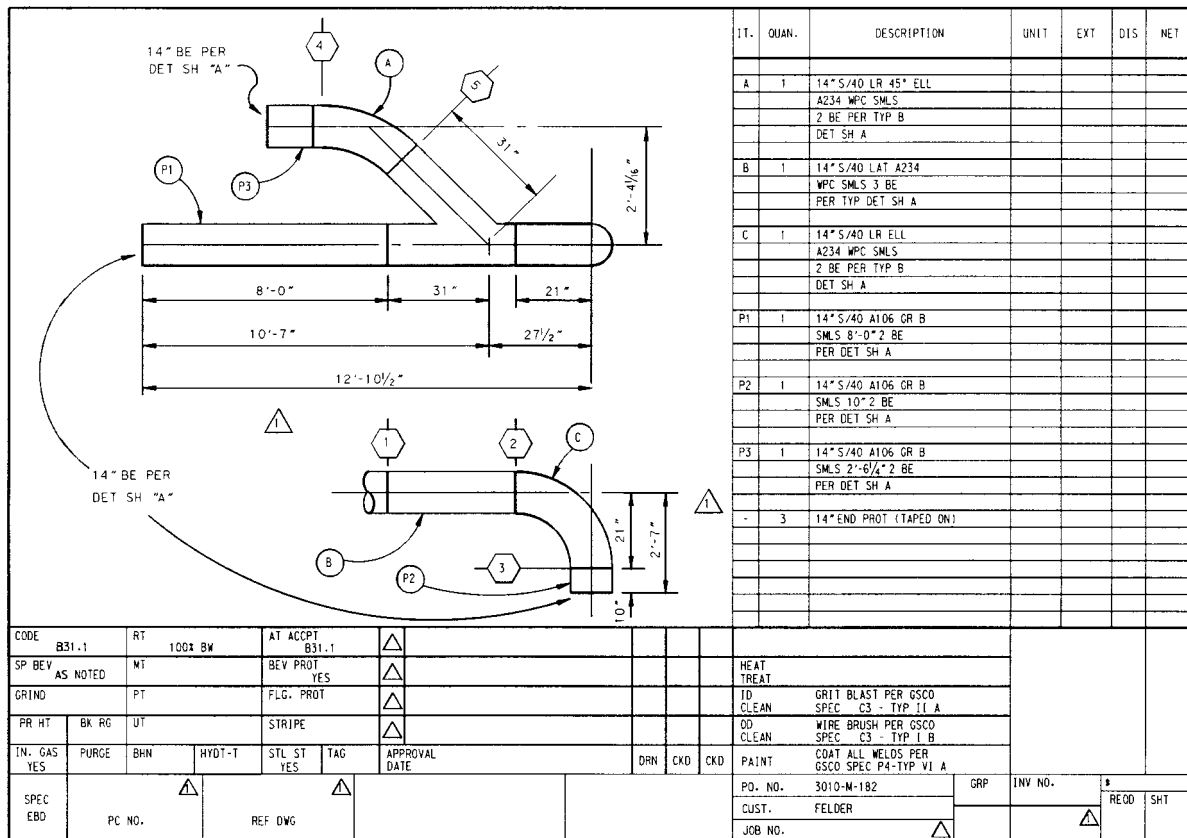 14" BE PER
DET SH "A"
4
A
5
31"
2'-4 1/16"
P1
P3
8'-0"
31"
21"
10'-7"
27 1/2"
12'-10 1/2"
1
1
2
C
14" BE PER
DET SH "A"
1
B
21"
2'-7"
3
P2
10"
IT. QUAN. DESCRIPTION UNIT EXT DIS NET
A 1 14" S/40 LR 45° ELL
A234 WPC SMLS
2 BE PER TYP B
DET SH A
B 1 14" S/40 LAT A234
WPC SMLS 3 BE
PER TYP DET SH A
C 1 14" S/40 LR ELL
A234 WPC SMLS
2 BE PER TYP B
DET SH A
P1 1 14" S/40 A106 GR B
SMLS 8'-0" 2 BE
PER DET SH A
P2 1 14" S/40 A106 GR B
SMLS 10" 2 BE
PER DET SH A
P3 1 14" S/40 A106 GR B
SMLS 2'-6 1/4" 2 BE
PER DET SH A
- 3 14" END PROT (TAPED ON)
CODE B31.1 RT 100% BW AT ACCPT B31.1
SP BEV AS NOTED MT BEV PROT YES
GRIND PT FLG. PROT
PR HT BK RG UT STRIPE
IN. GAS YES PURGE BHN HYDT-T STL ST YES TAG APPROVAL DATE DRN CKD CKD
SPEC EBD PC NO. 1 REF DWG 1
HEAT TREAT
ID CLEAN GRIT BLAST PER GSCO SPEC C3 - TYP II A
OD CLEAN WIRE BRUSH PER GSCO SPEC C3 - TYP I B
PAINT COAT ALL WELDS PER GSCO SPEC P4-TYP VI A
PO. NO. 3010-M-182 GRP INV NO.
CUST. FELDER 1 REQD SHT
JOB NO.